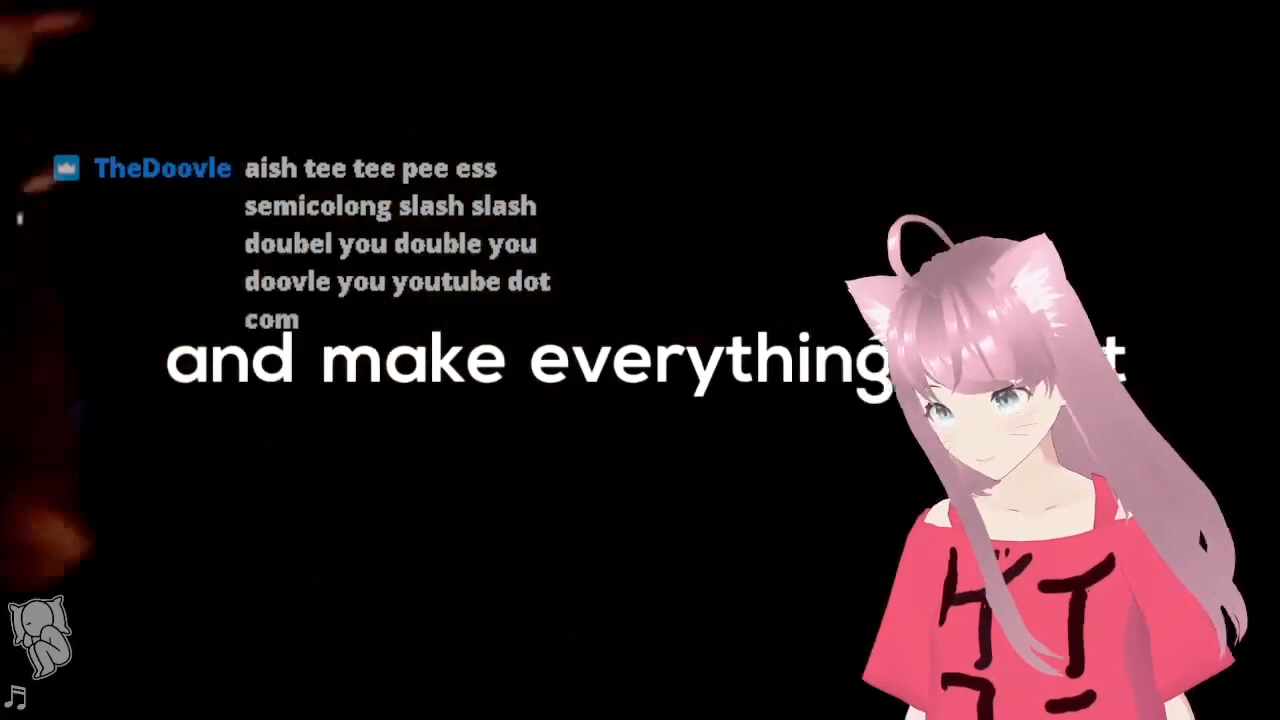 TheDoovle aish tee tee pee ess
semicolong slash slash
doubel you double you
doovle you youtube dot
com
and make everything
ゲイ